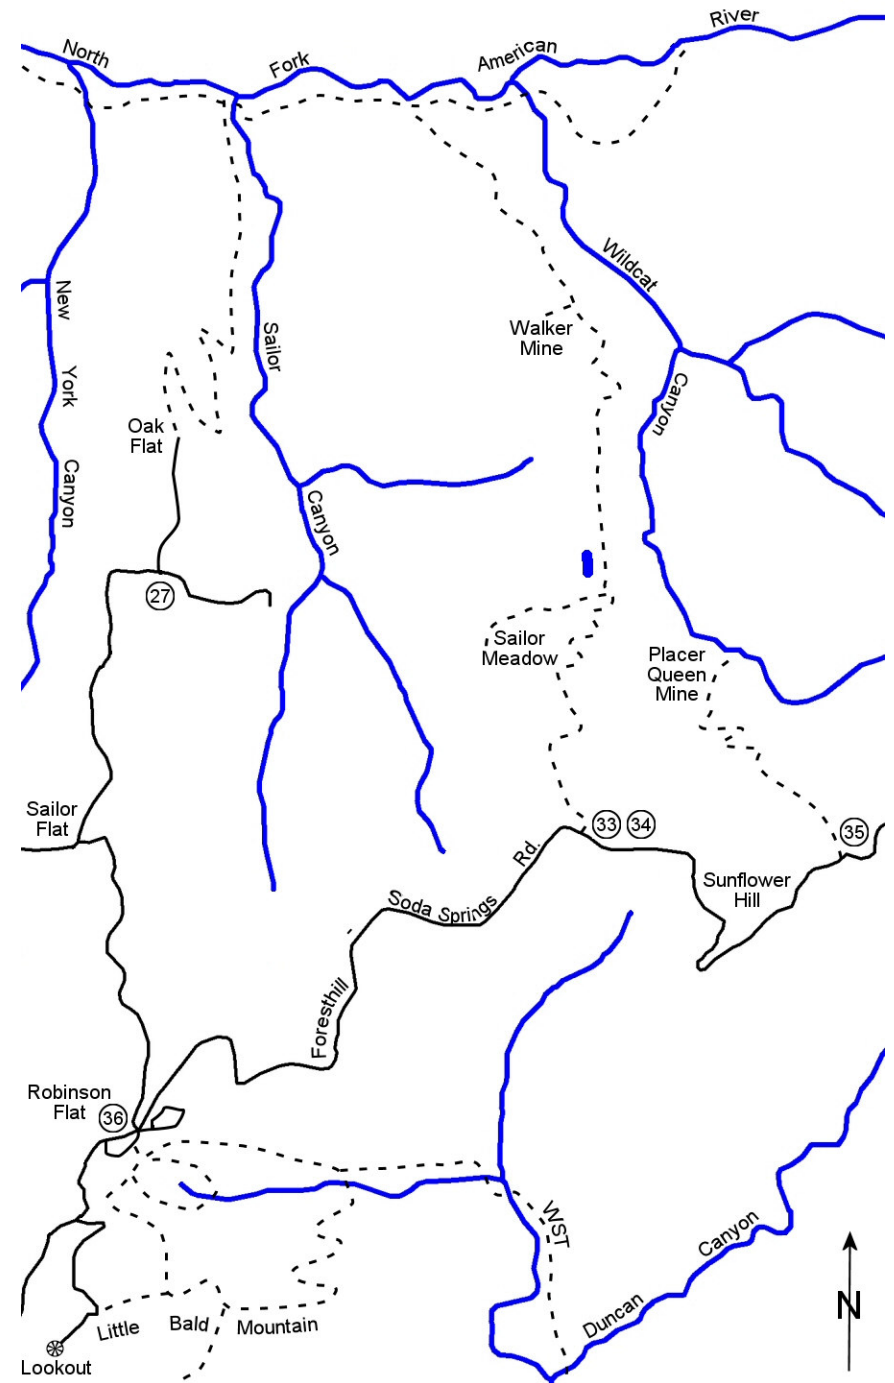 North Fork American River
New York Canyon
Sailor Canyon
Wildcat Canyon
Walker
Mine
Oak
Flat
27
Sailor
Meadow
Placer
Queen
Mine
Sailor
Flat
33 34
35
Sunflower
Hill
Foresthill Soda Springs Rd.
Robinson
Flat
36
WST
Duncan Canyon
Little Bald Mountain
Lookout
N